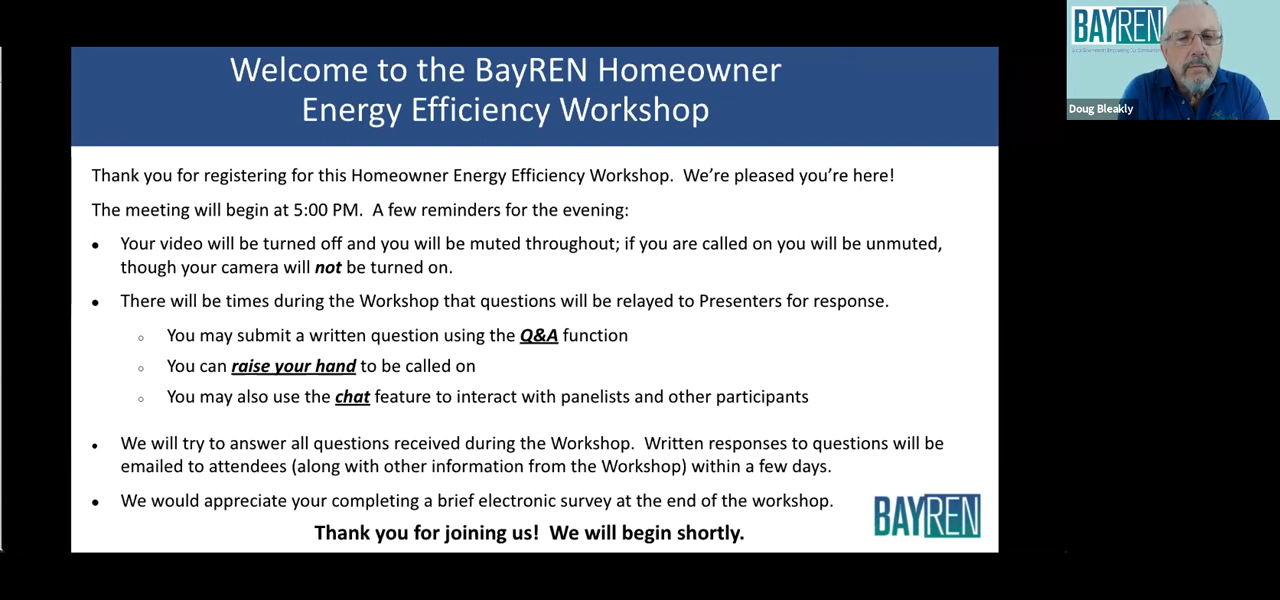 Welcome to the BayREN Homeowner
Energy Efficiency Workshop
Thank you for registering for this Homeowner Energy Efficiency Workshop.  We’re pleased you’re here!
The meeting will begin at 5:00 PM.  A few reminders for the evening:
• Your video will be turned off and you will be muted throughout; if you are called on you will be unmuted,
though your camera will not be turned on.
• There will be times during the Workshop that questions will be relayed to Presenters for response.
○ You may submit a written question using the Q&A function
○ You can raise your hand to be called on
○ You may also use the chat feature to interact with panelists and other participants
• We will try to answer all questions received during the Workshop.  Written responses to questions will be
emailed to attendees (along with other information from the Workshop) within a few days.
• We would appreciate your completing a brief electronic survey at the end of the workshop.
Thank you for joining us!  We will begin shortly.
BAYREN
BAYREN
Doug Bleakly